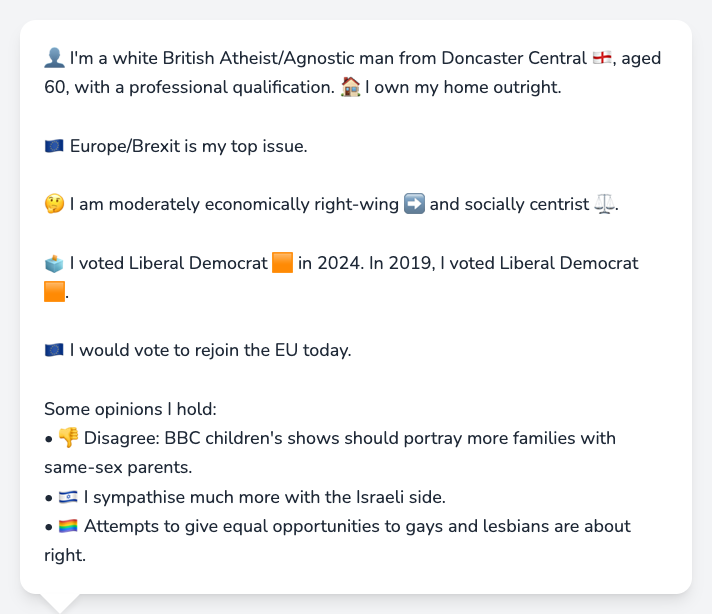 👤 I'm a white British Atheist/Agnostic man from Doncaster Central 🏴󠁧󠁢󠁥󠁮󠁧󠁿, aged
60, with a professional qualification. 🏠 I own my home outright.
🇪🇺 Europe/Brexit is my top issue.
🤔 I am moderately economically right-wing ➡️ and socially centrist ⚖️.
🗳️ I voted Liberal Democrat 🟧 in 2024. In 2019, I voted Liberal Democrat
🟧.
🇪🇺 I would vote to rejoin the EU today.
Some opinions I hold:
• 👎 Disagree: BBC children's shows should portray more families with
same-sex parents.
• 🇮🇱 I sympathise much more with the Israeli side.
• 🏳️‍🌈 Attempts to give equal opportunities to gays and lesbians are about
right.